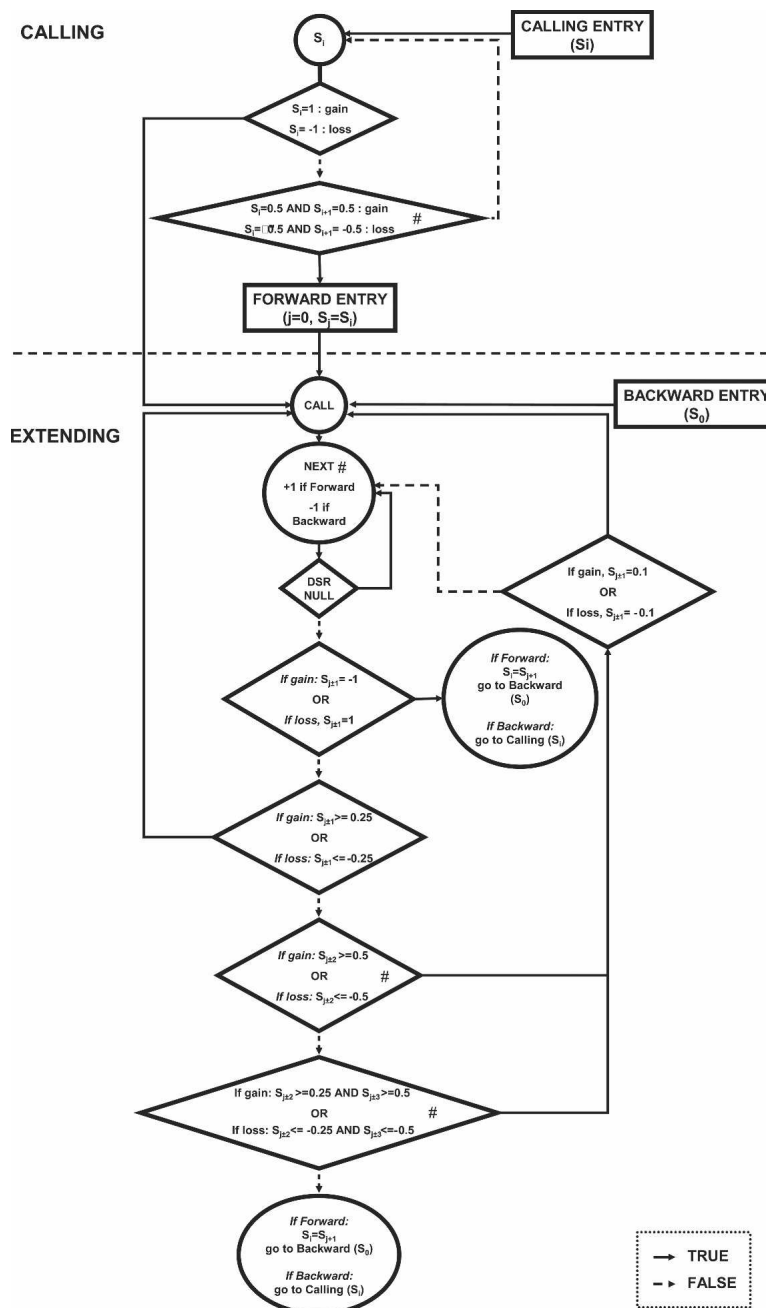 CALLING
CALLING ENTRY
(Si)
Si
Si=1 : gain
Si= -1 : loss
Si=0.5 AND Si+1=0.5 : gain
#
Si=□0.5 AND Si+1= -0.5 : loss
FORWARD ENTRY
(j=0, Sj=Si)
CALL
BACKWARD ENTRY
(S0)
EXTENDING
NEXT #
+1 if Forward
-1 if
Backward
DSR
NULL
If gain, Sj±1=0.1
OR
If loss, Sj±1= -0.1
If gain: Sj±1= -1
OR
If loss, Sj±1=1
If Forward:
Si=Sj+1
go to Backward
(S0)
If Backward:
go to Calling (Si)
If gain: Sj±1>= 0.25
OR
If loss: Sj±1<= -0.25
If gain: Sj±2 >=0.5
OR #
If loss: Sj±2<= -0.5
If gain: Sj±2 >=0.25 AND Sj±3>=0.5
OR #
If loss: Sj±2<= -0.25 AND Sj±3<=-0.5
If Forward:
Si=Sj+1
go to Backward (S0)
If Backward:
go to Calling (Si)
TRUE
FALSE